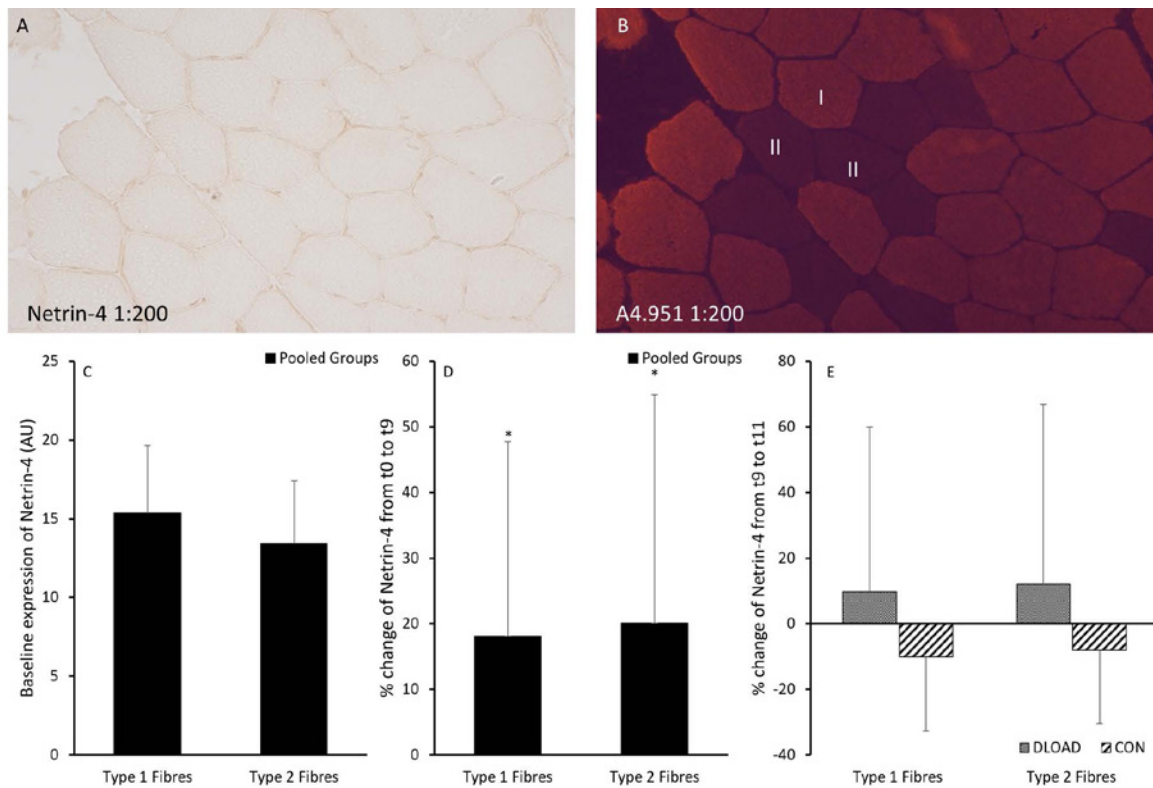 A
Netrin-4 1:200
B
I
II
II
A4.951 1:200
C
Pooled Groups
Baseline expression of Netrin-4 (AU)
25
20
15
10
5
0
Type 1 Fibres
Type 2 Fibres
D
Pooled Groups
% change of Netrin-4 from t0 to t9
60
50
40
30
20
10
0
*
*
Type 1 Fibres
Type 2 Fibres
E
% change of Netrin-4 from t9 to t11
80
60
40
20
0
-20
-40
DLOAD
CON
Type 1 Fibres
Type 2 Fibres